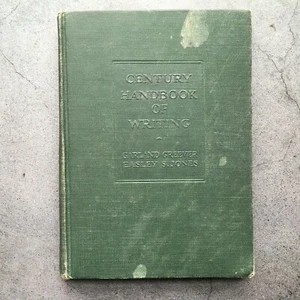 CENTURY
HANDBOOK
OF
WRITING
GARLAND GREEVER
EASLEY S. JONES